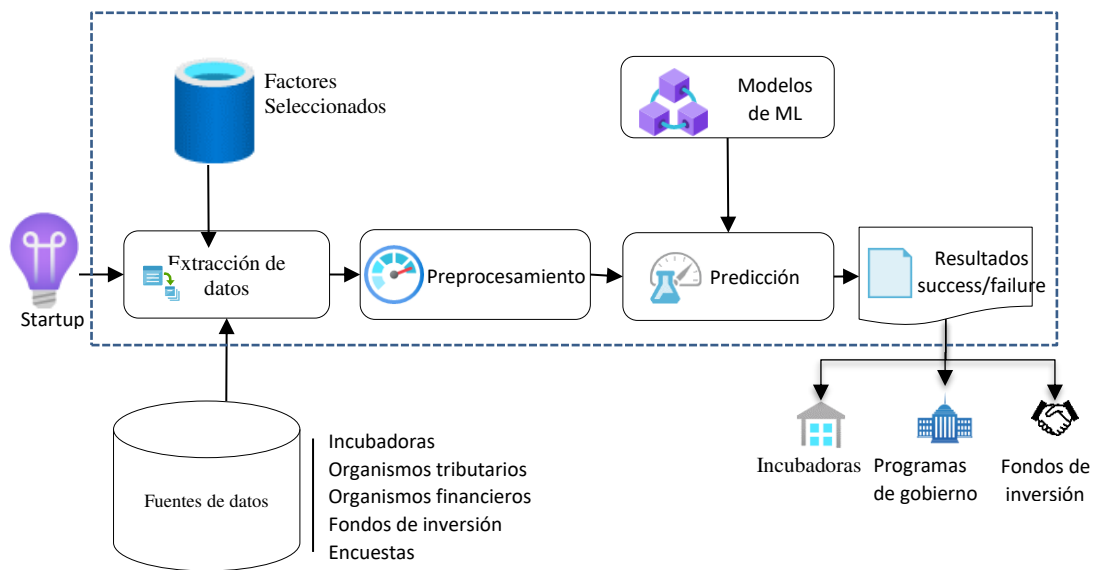 Factores
Seleccionados
Modelos
de ML
Startup
Extracción de
datos
Preprocesamiento
Predicción
Resultados
success/failure
Fuentes de datos
Incubadoras
Organismos tributarios
Organismos financieros
Fondos de inversión
Encuestas
Incubadoras
Programas
de gobierno
Fondos de
inversión